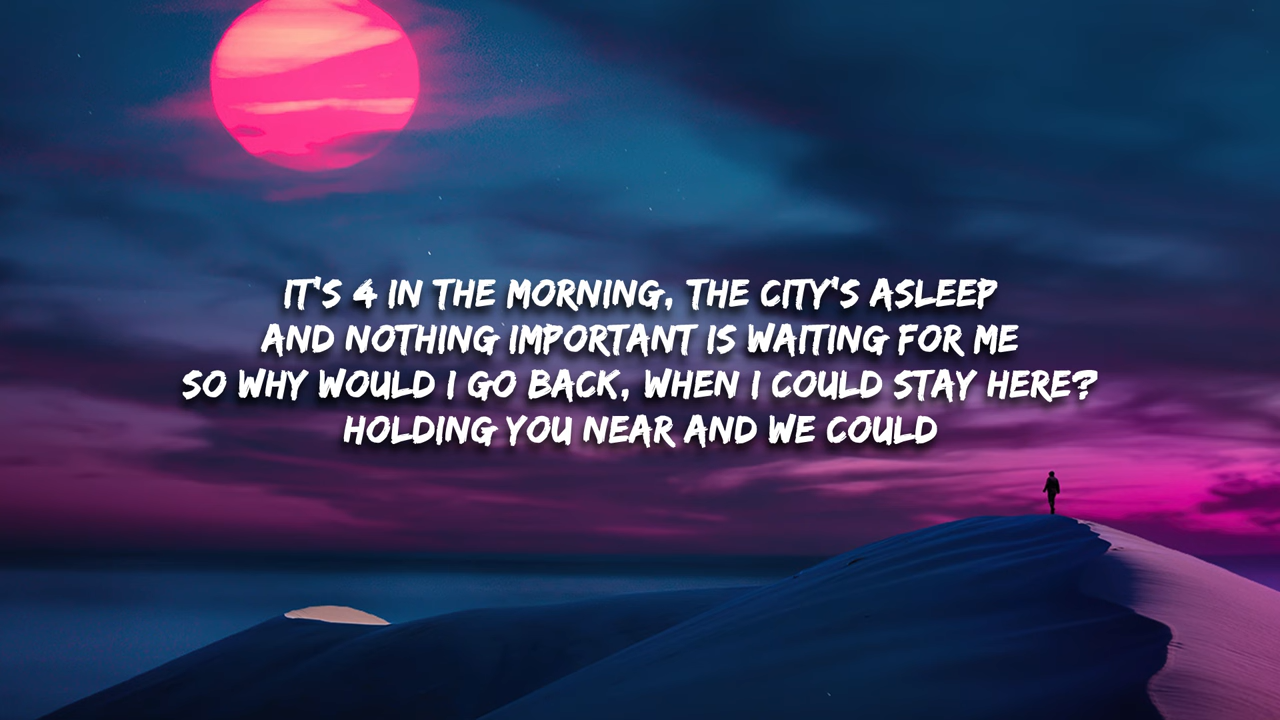 IT'S 4 IN THE MORNING, THE CITY'S ASLEEP
AND NOTHING IMPORTANT IS WAITING FOR ME
SO WHY WOULD I GO BACK, WHEN I COULD STAY HERE?
HOLDING YOU NEAR AND WE COULD